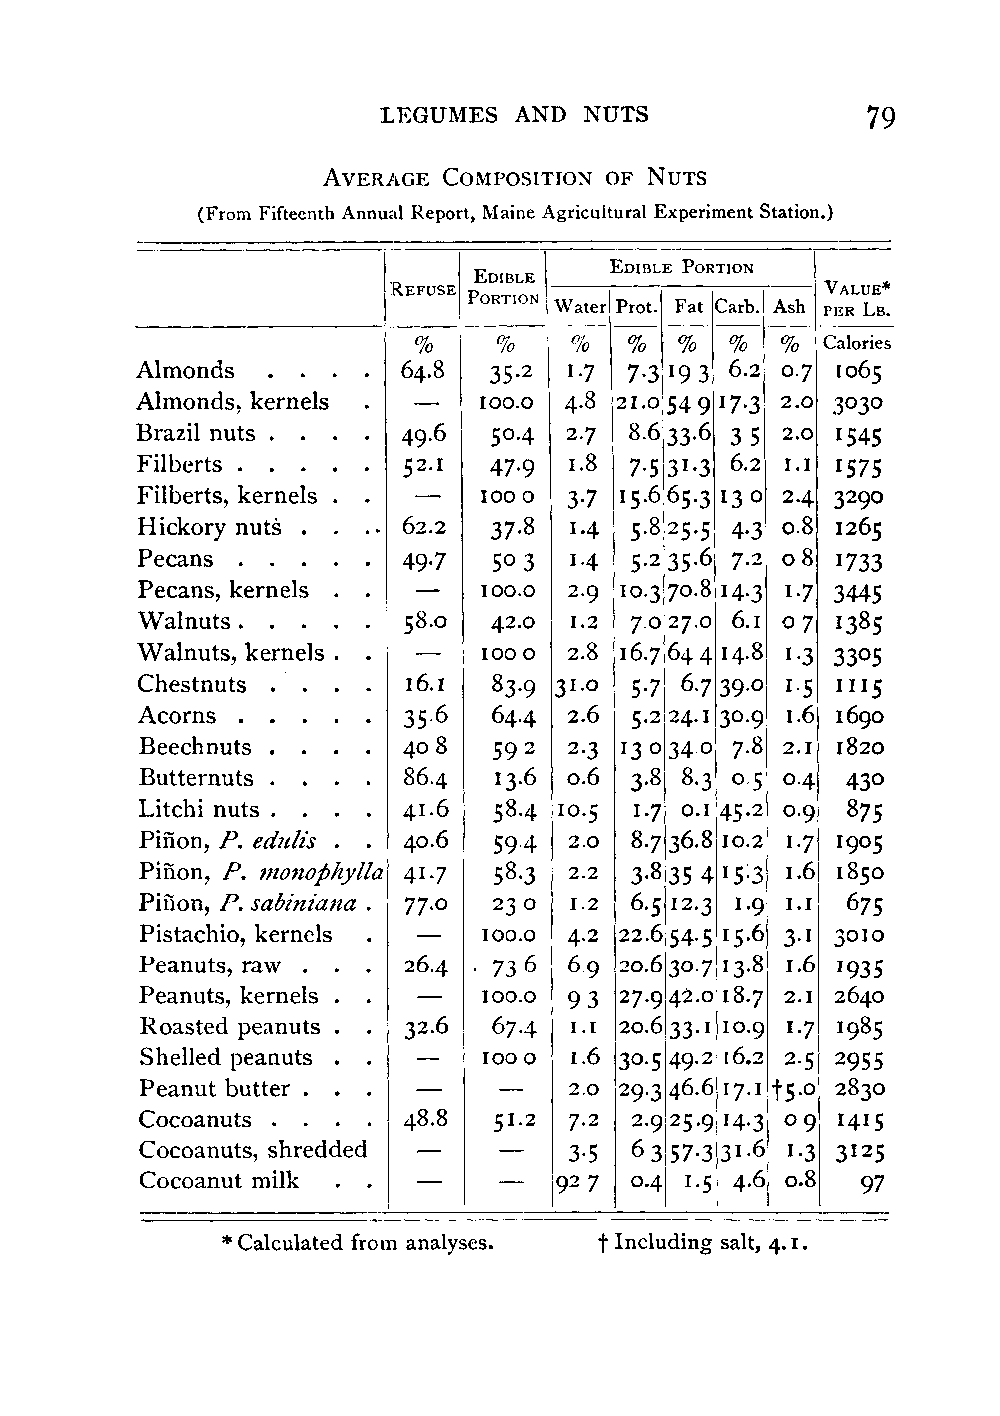 LEGUMES AND NUTS 79
AVERAGE COMPOSITION OF NUTS
(From Fifteenth Annual Report, Maine Agricultural Experiment Station.)
REFUSE EDIBLE PORTION EDIBLE PORTION VALUE* PER LB.
Water Prot. Fat Carb. Ash
% % % % % % % Calories
Almonds . . . . 64.8 35.2 1.7 7.3 19 3 6.2 0.7 1065
Almonds, kernels . — 100.0 4.8 21.0 54 9 17.3 2.0 3030
Brazil nuts . . . . 49.6 50.4 2.7 8.6 33.6 3 5 2.0 1545
Filberts . . . . . 52.1 47.9 1.8 7.5 31.3 6.2 1.1 1575
Filberts, kernels . . — 100 0 3.7 15.6 65.3 13 0 2.4 3290
Hickory nuts . . . 62.2 37.8 1.4 5.8 25.5 4.3 0.8 1265
Pecans . . . . . 49.7 50 3 1.4 5.2 35.6 7.2 0 8 1733
Pecans, kernels . . — 100.0 2.9 10.3 70.8 14.3 1.7 3445
Walnuts . . . . . 58.0 42.0 1.2 7.0 27.0 6.1 0 7 1385
Walnuts, kernels . . — 100 0 2.8 16.7 64 4 14.8 1.3 3305
Chestnuts . . . . 16.1 83.9 31.0 5.7 6.7 39.0 1.5 1115
Acorns . . . . . 35.6 64.4 2.6 5.2 24.1 30.9 1.6 1690
Beechnuts . . . . 40 8 59 2 2.3 13 0 34 0 7.8 2.1 1820
Butternuts . . . . 86.4 13.6 0.6 3.8 8.3 0 5 0.4 430
Litchi nuts . . . . 41.6 58.4 10.5 1.7 0.1 45.2 0.9 875
Piñon, P. edulis . . 40.6 59 4 2.0 8.7 36.8 10.2 1.7 1905
Piñon, P. monophylla 41.7 58.3 2.2 3.8 35 4 15.3 1.6 1850
Piñon, P. sabiniana . 77.0 23 0 1.2 6.5 12.3 1.9 1.1 675
Pistachio, kernels . — 100.0 4.2 22.6 54.5 15.6 3.1 3010
Peanuts, raw . . . 26.4 73 6 6 9 20.6 30.7 13.8 1.6 1935
Peanuts, kernels . . — 100.0 9 3 27.9 42.0 18.7 2.1 2640
Roasted peanuts . . 32.6 67.4 1.1 20.6 33.1 10.9 1.7 1985
Shelled peanuts . . — 100 0 1.6 30.5 49.2 16.2 2.5 2955
Peanut butter . . . — — 2.0 29.3 46.6 17.1 †5.0 2830
Cocoanuts . . . . 48.8 51.2 7.2 2.9 25.9 14.3 0 9 1415
Cocoanuts, shredded — — 3.5 6 3 57.3 31.6 1.3 3125
Cocoanut milk . . — — 92 7 0.4 1.5 4.6 0.8 97
* Calculated from analyses. † Including salt, 4.1.